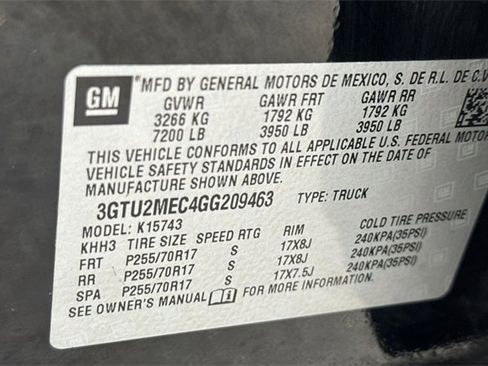 GM
*MFD BY GENERAL MOTORS DE MEXICO, S. DE R.L. DE C.V.
GVWR GAWR FRT GAWR RR
3266 KG 1792 KG 1792 KG
7200 LB 3950 LB 3950 LB
THIS VEHICLE CONFORMS TO ALL APPLICABLE U.S. FEDERAL MOTOR
VEHICLE SAFETY STANDARDS IN EFFECT ON THE DATE OF
MANUFACTURE SHOWN ABOVE.
3GTU2MEC4GG209463 TYPE: TRUCK
MODEL: K15743
KHH3 TIRE SIZE SPEED RTG RIM COLD TIRE PRESSURE
FRT P255/70R17 S 17X8J 240KPA(35PSI)
RR P255/70R17 S 17X8J 240KPA(35PSI)
SPA P255/70R17 S 17X7.5J 240KPA(35PSI)
SEE OWNER'S MANUAL FOR MORE INFORMATION.